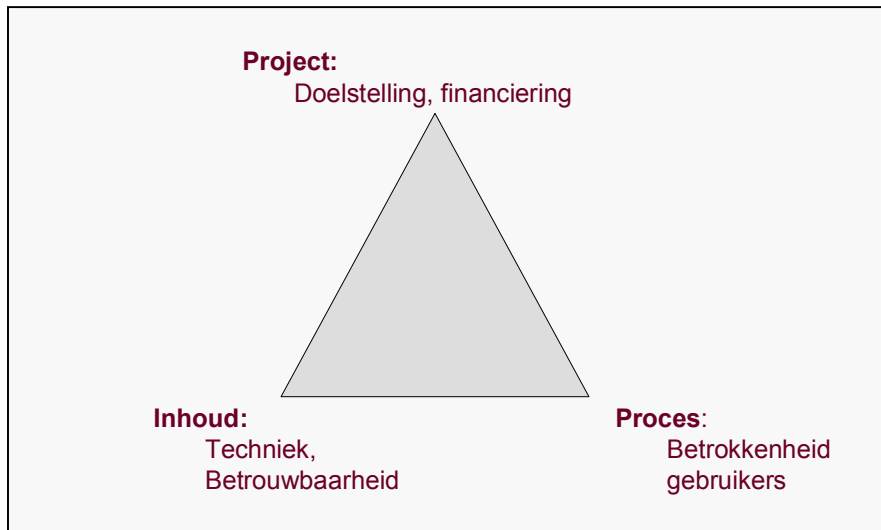 Project:
Doelstelling, financiering
Inhoud:
Techniek,
Betrouwbaarheid
Proces:
Betrokkenheid
gebruikers